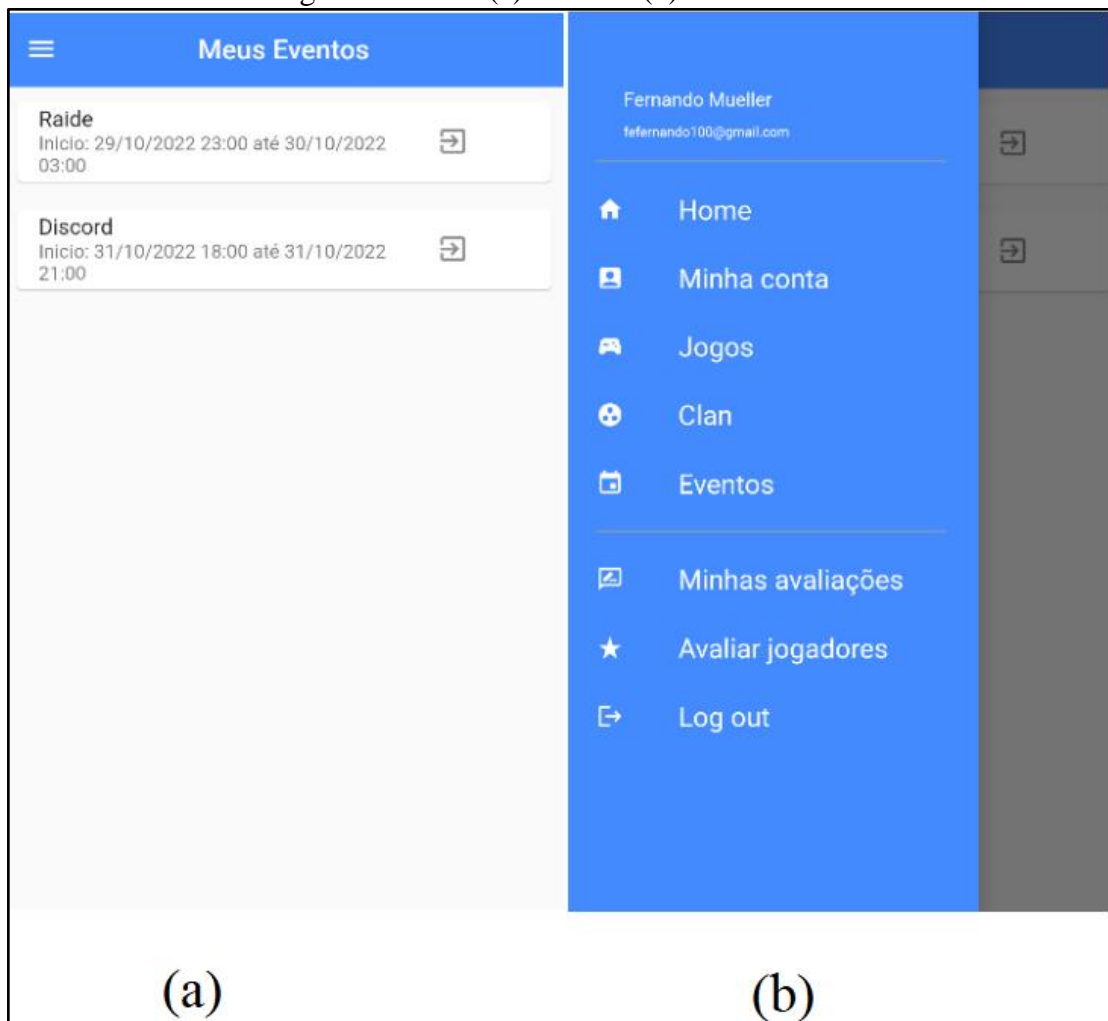 Meus Eventos
Raide
Inicio: 29/10/2022 23:00 até 30/10/2022
03:00
Discord
Inicio: 31/10/2022 18:00 até 31/10/2022
21:00
Fernando Mueller
fefernando100@gmail.com
Home
Minha conta
Jogos
Clan
Eventos
Minhas avaliações
Avaliar jogadores
Log out
(a)
(b)